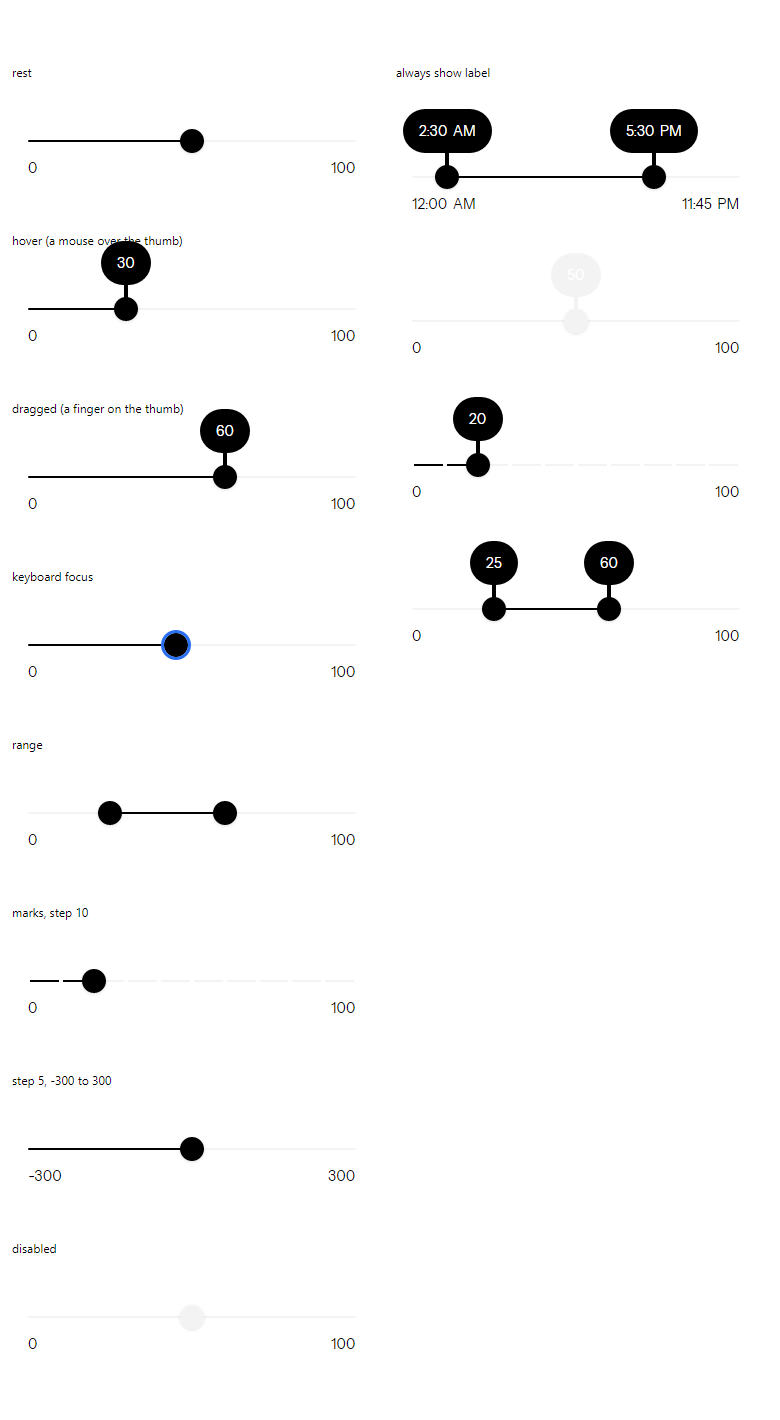 rest
0 100
hover (a mouse over the thumb)
30
0 100
dragged (a finger on the thumb)
60
0 100
keyboard focus
0 100
range
0 100
marks, step 10
0 100
step 5, -300 to 300
-300 300
disabled
0 100
always show label
2:30 AM 5:30 PM
12:00 AM 11:45 PM
50
0 100
20
0 100
25 60
0 100